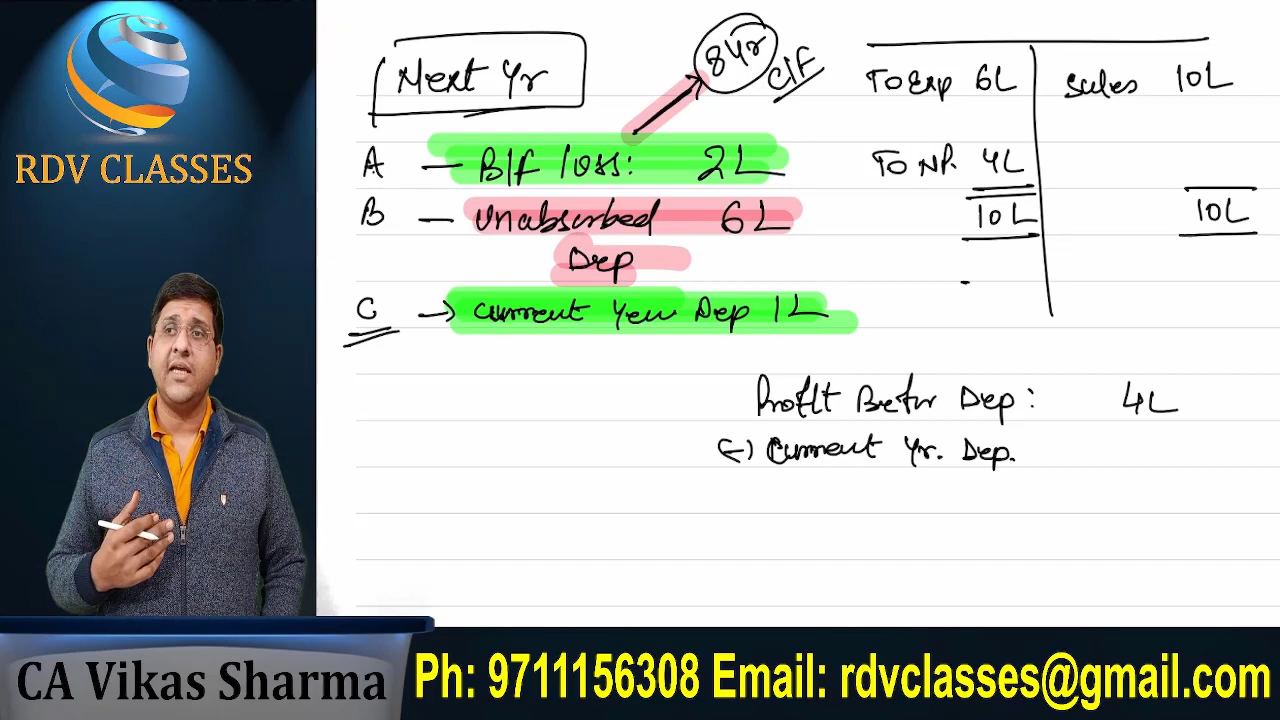 RDV CLASSES
Next Yr
8 Yr
C/F
A — B/f loss: 2L
B — Unabsorbed 6L
Dep
C → Current Year Dep 1L
To Exp 6L Sales 10L
To NP. 4L
10L 10L
Profit Before Dep: 4L
(-) Current Yr. Dep.
CA Vikas Sharma
Ph: 9711156308 Email: rdvclasses@gmail.com